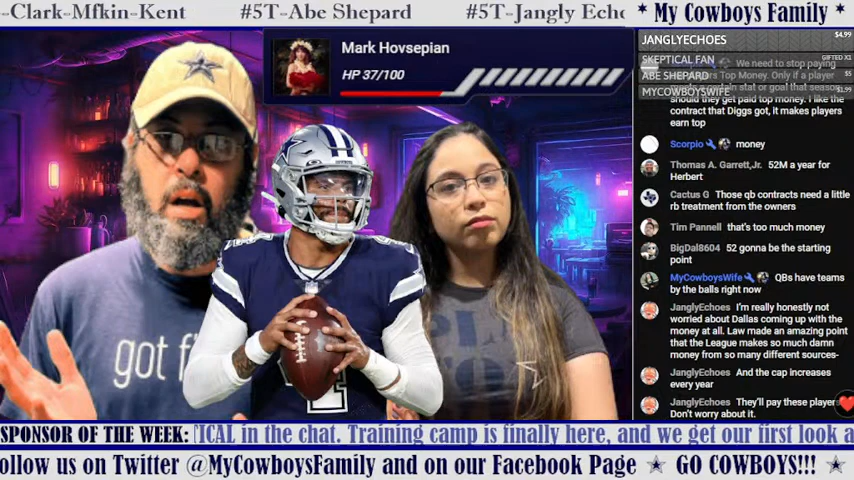 -Clark-Mfkin-Kent #5T-Abe Shepard #5T-Jangly Echo
* My Cowboys Family *
Mark Hovsepian
HP 37/100
JANGLYECHOES $4.99
SKEPTICAL FAN GIFTED X1
ABE SHEPARD $5
MYCOWBOYSWIFE $1.99
We need to stop paying
Top Money. Only if a player
stat or goal that season
should they get paid top money. I like the
contract that Diggs got, it makes players
earn top
Scorpio money
Thomas A. Garrett,Jr. 52M a year for
Herbert
Cactus G Those qb contracts need a little
rb treatment from the owners
Tim Pannell that's too much money
BigDal8604 52 gonna be the starting
point
MyCowboysWife QBs have teams
by the balls right now
JanglyEchoes I'm really honestly not
worried about Dallas coming up with the
money at all. Law made an amazing point
that the League makes so much damn
money from so many different sources-
JanglyEchoes And the cap increases
every year
JanglyEchoes They'll pay these players
Don't worry about it.
got f
4
SPONSOR OF THE WEEK: ICAL in the chat. Training camp is finally here, and we get our first look a
ollow us on Twitter @MyCowboysFamily and on our Facebook Page ★ GO COWBOYS!!! ★